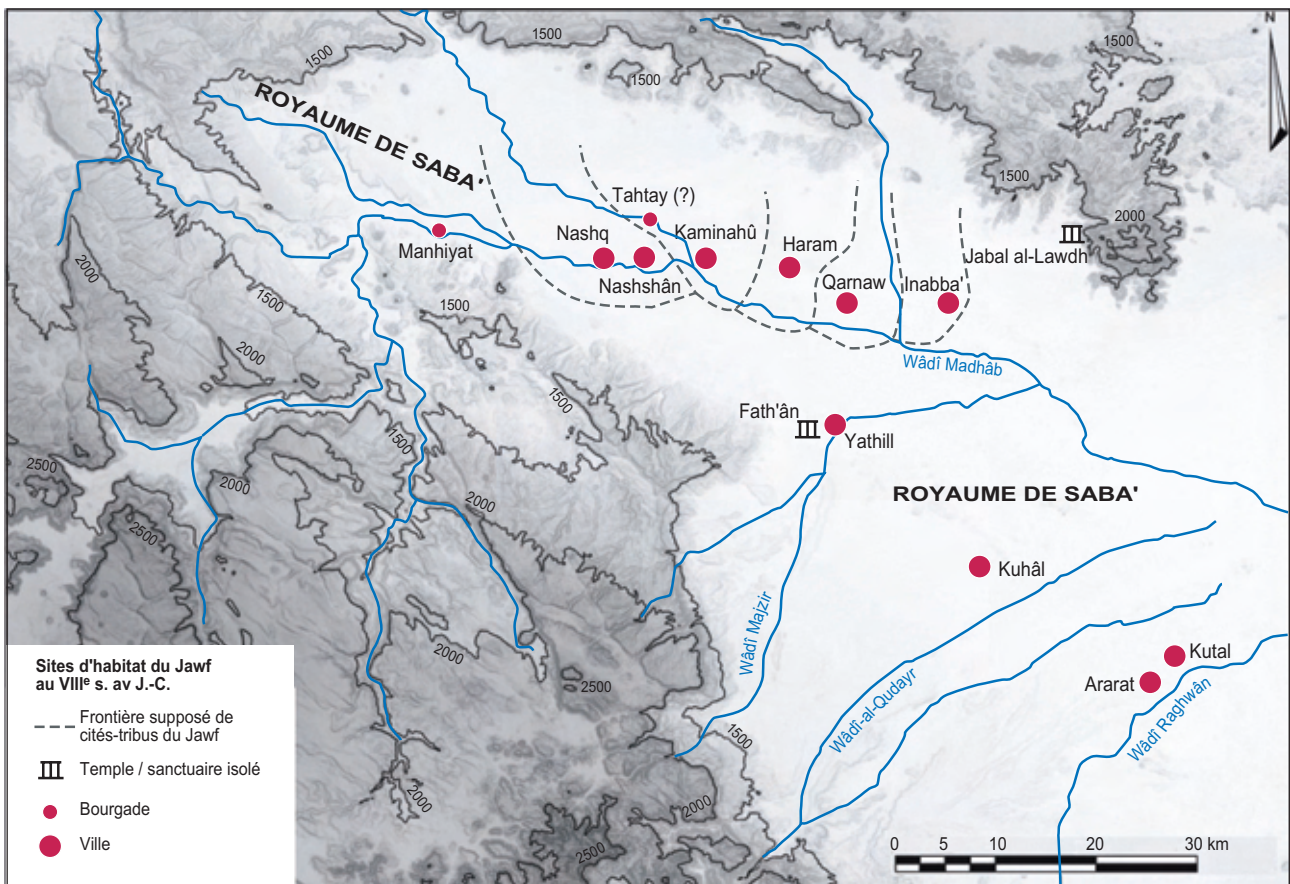 N
1500
1500
1500
1500
1500
ROYAUME DE SABA'
1500
Tahtay (?)
2000
Manhiyat
Nashq
Kaminahû
Haram
Jabal al-Lawdh
Nashshân
Qarnaw
Inabba'
2000
1500
1500
2000
Wâdî Madhâb
1500
Fath'ân
Yathill
1500
2500
2000
2000
ROYAUME DE SABA'
2500
Kuhâl
Wâdî Majzir
2000
Kutal
Ararat
2500
Wâdî-al-Qudayr
Wâdî Raghwân
1500
2000
2000
2500
Sites d'habitat du Jawf
au VIIIe s. av J.-C.
Frontière supposé de
cités-tribus du Jawf
Temple / sanctuaire isolé
Bourgade
Ville
0 5 10 20 30 km